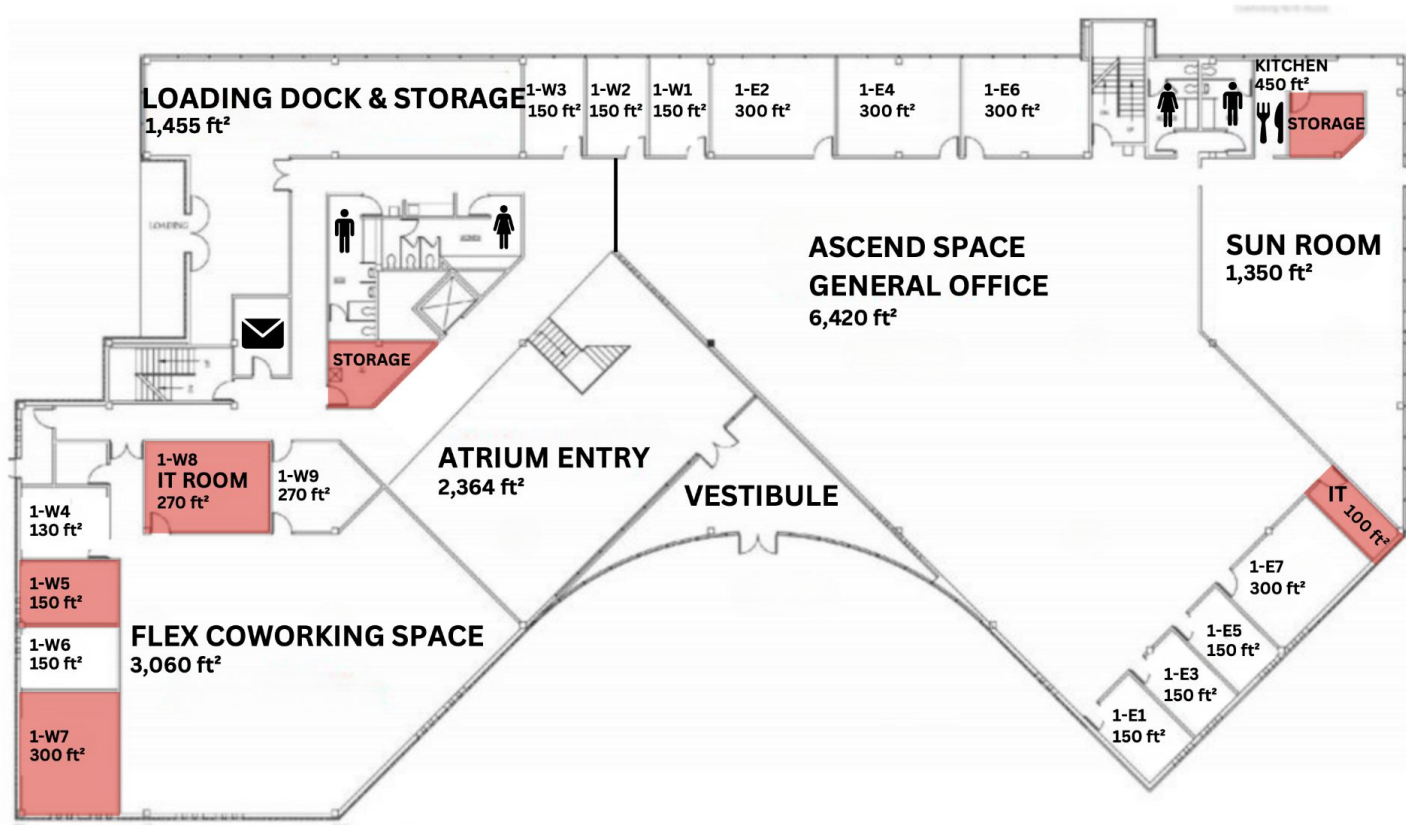 KITCHEN
450 ft²
STORAGE
LOADING DOCK & STORAGE
1,455 ft²
1-W3
150 ft²
1-W2
150 ft²
1-W1
150 ft²
1-E2
300 ft²
1-E4
300 ft²
1-E6
300 ft²
LOADING
ASCEND SPACE
GENERAL OFFICE
6,420 ft²
SUN ROOM
1,350 ft²
STORAGE
1-W8
IT ROOM
270 ft²
1-W9
270 ft²
ATRIUM ENTRY
2,364 ft²
VESTIBULE
IT
100 ft²
1-W4
130 ft²
1-W5
150 ft²
1-W6
150 ft²
1-W7
300 ft²
FLEX COWORKING SPACE
3,060 ft²
1-E7
300 ft²
1-E5
150 ft²
1-E3
150 ft²
1-E1
150 ft²